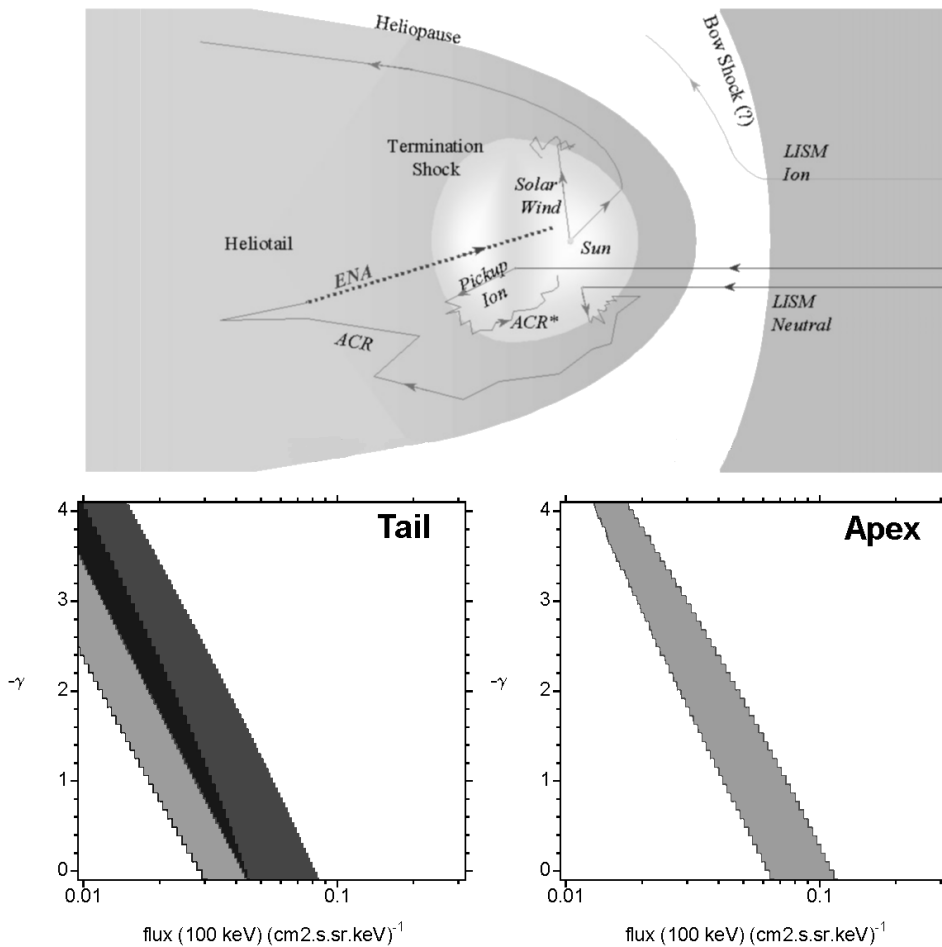 Heliopause
Bow Shock (?)
Termination
Shock
LISM
Ion
Solar
Wind
Heliotail
Sun
ENA
Pickup
Ion
LISM
Neutral
ACR*
ACR
Tail
4
3
2
1
0
-γ
0.01
0.1
flux (100 keV) (cm2.s.sr.keV)-1
Apex
4
3
2
1
0
-γ
0.01
0.1
flux (100 keV) (cm2.s.sr.keV)-1